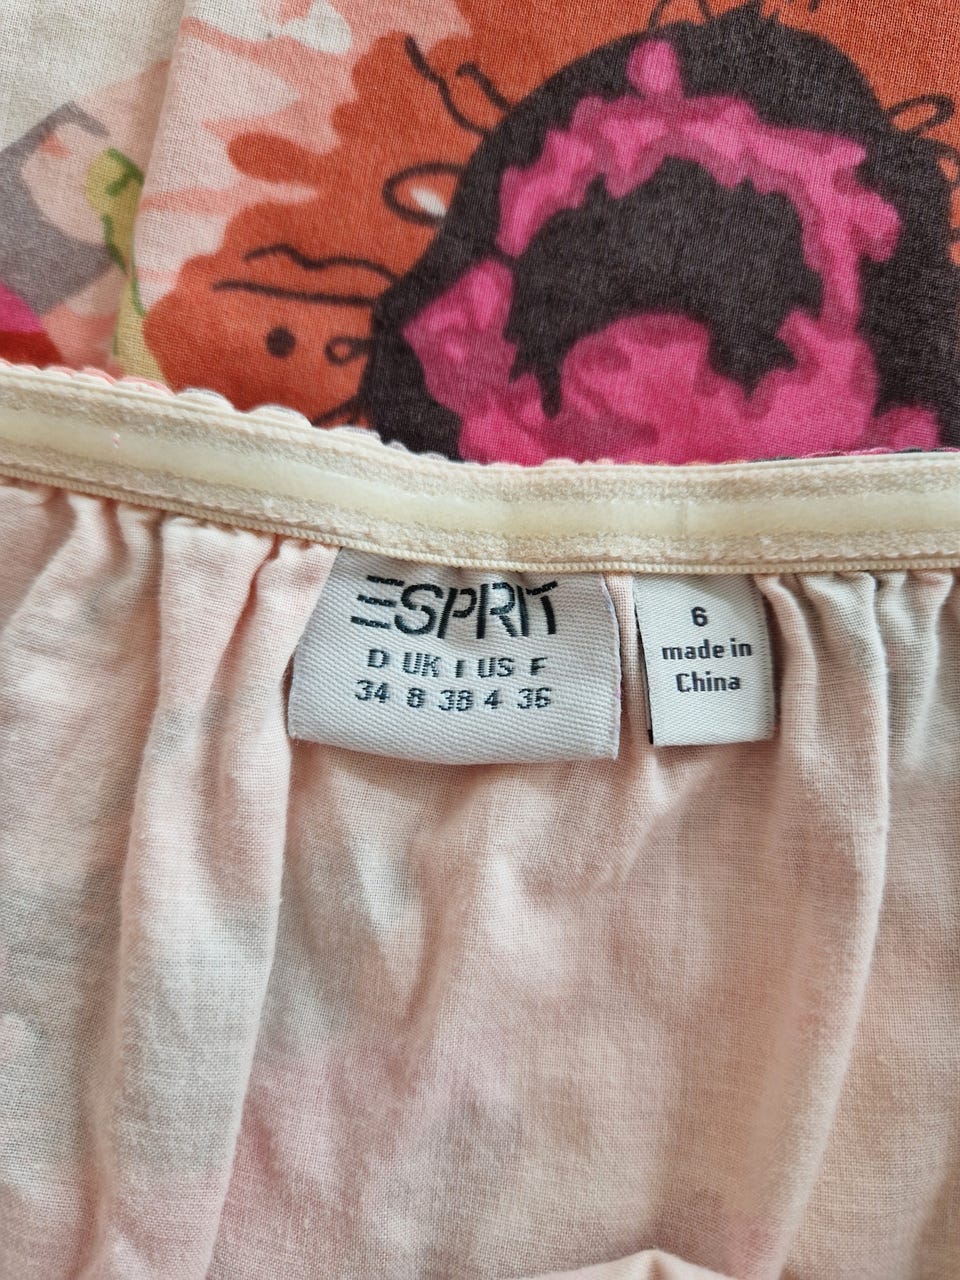 ESPRIT
D UK I US F
34 8 38 4 36
6
made in
China